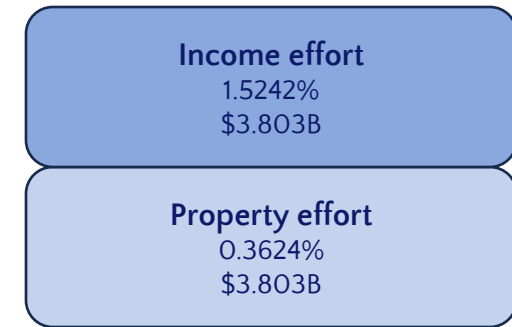 Income effort
1.5242%
$3.803B
Property effort
0.3624%
$3.803B